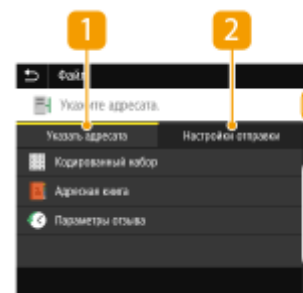 1 2
Файл
Укажите адресата.
Указать адресата Настройки отправки
Кодированный набор
Адресная книга
Параметры отзыва